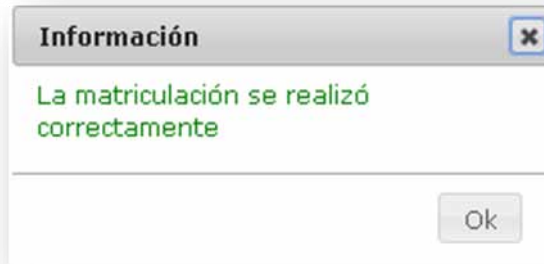 Información
La matriculación se realizó
correctamente
Ok